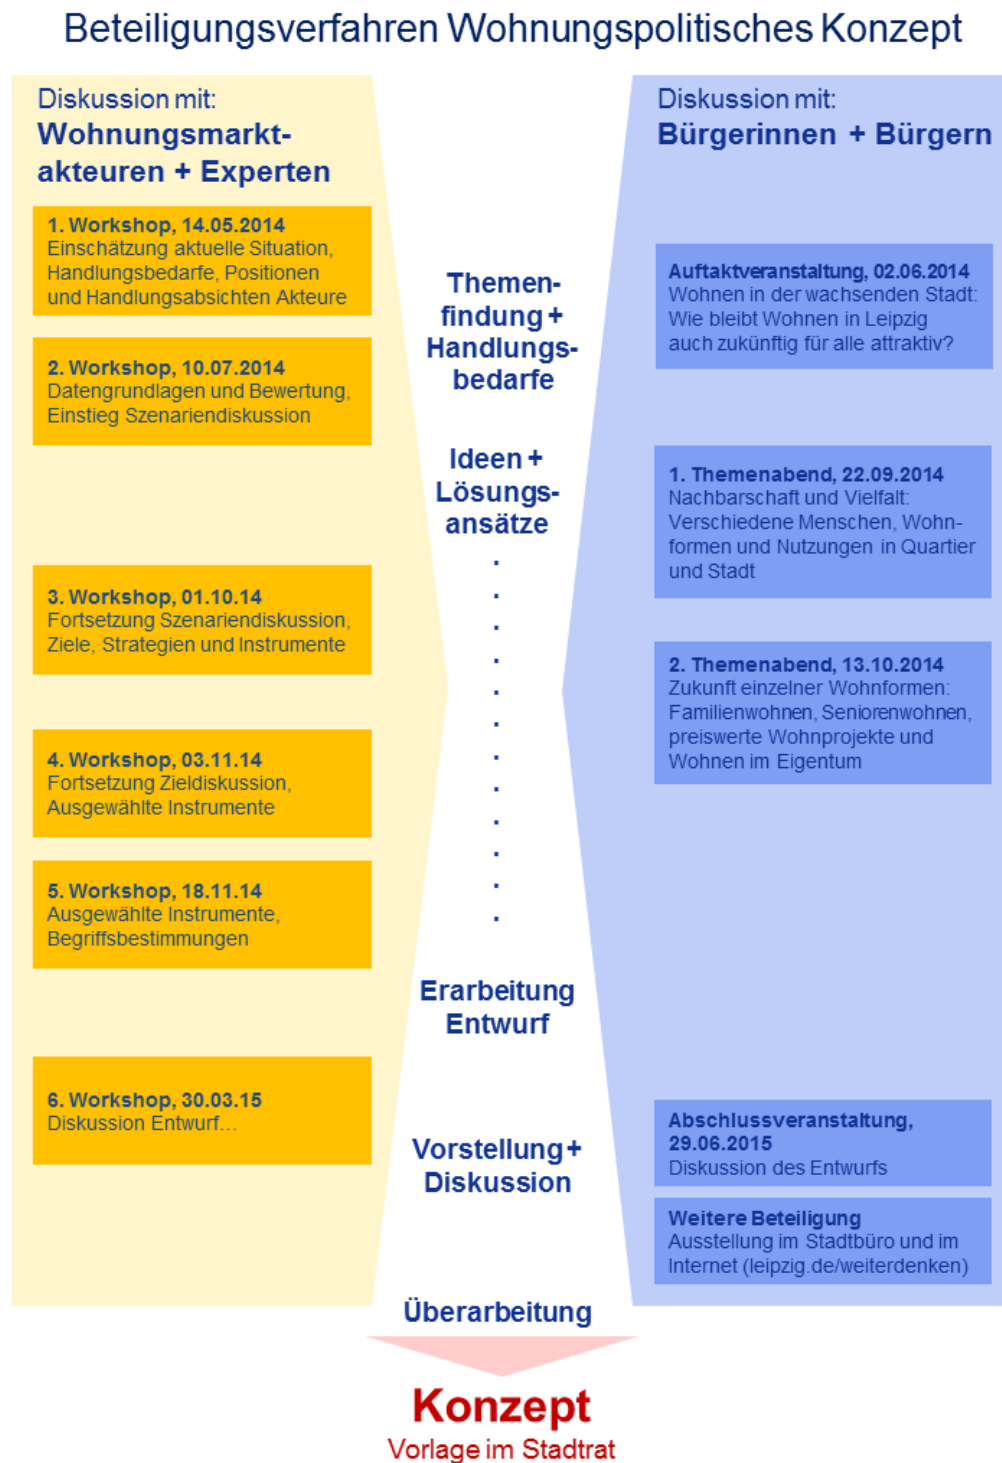 Beteiligungsverfahren Wohnungspolitisches Konzept
Diskussion mit:
Wohnungsmarkt-
akteuren + Experten
1. Workshop, 14.05.2014
Einschätzung aktuelle Situation,
Handlungsbedarfe, Positionen
und Handlungsabsichten Akteure
2. Workshop, 10.07.2014
Datengrundlagen und Bewertung,
Einstieg Szenariendiskussion
3. Workshop, 01.10.14
Fortsetzung Szenariendiskussion,
Ziele, Strategien und Instrumente
4. Workshop, 03.11.14
Fortsetzung Zieldiskussion,
Ausgewählte Instrumente
5. Workshop, 18.11.14
Ausgewählte Instrumente,
Begriffsbestimmungen
6. Workshop, 30.03.15
Diskussion Entwurf…
Themen-
findung +
Handlungs-
bedarfe
Ideen +
Lösungs-
ansätze
.
.
.
.
.
.
.
.
.
.
.
.
Erarbeitung
Entwurf
Vorstellung +
Diskussion
Überarbeitung
Diskussion mit:
Bürgerinnen + Bürgern
Auftaktveranstaltung, 02.06.2014
Wohnen in der wachsenden Stadt:
Wie bleibt Wohnen in Leipzig
auch zukünftig für alle attraktiv?
1. Themenabend, 22.09.2014
Nachbarschaft und Vielfalt:
Verschiedene Menschen, Wohn-
formen und Nutzungen in Quartier
und Stadt
2. Themenabend, 13.10.2014
Zukunft einzelner Wohnformen:
Familienwohnen, Seniorenwohnen,
preiswerte Wohnprojekte und
Wohnen im Eigentum
Abschlussveranstaltung,
29.06.2015
Diskussion des Entwurfs
Weitere Beteiligung
Ausstellung im Stadtbüro und im
Internet (leipzig.de/weiterdenken)
Konzept
Vorlage im Stadtrat